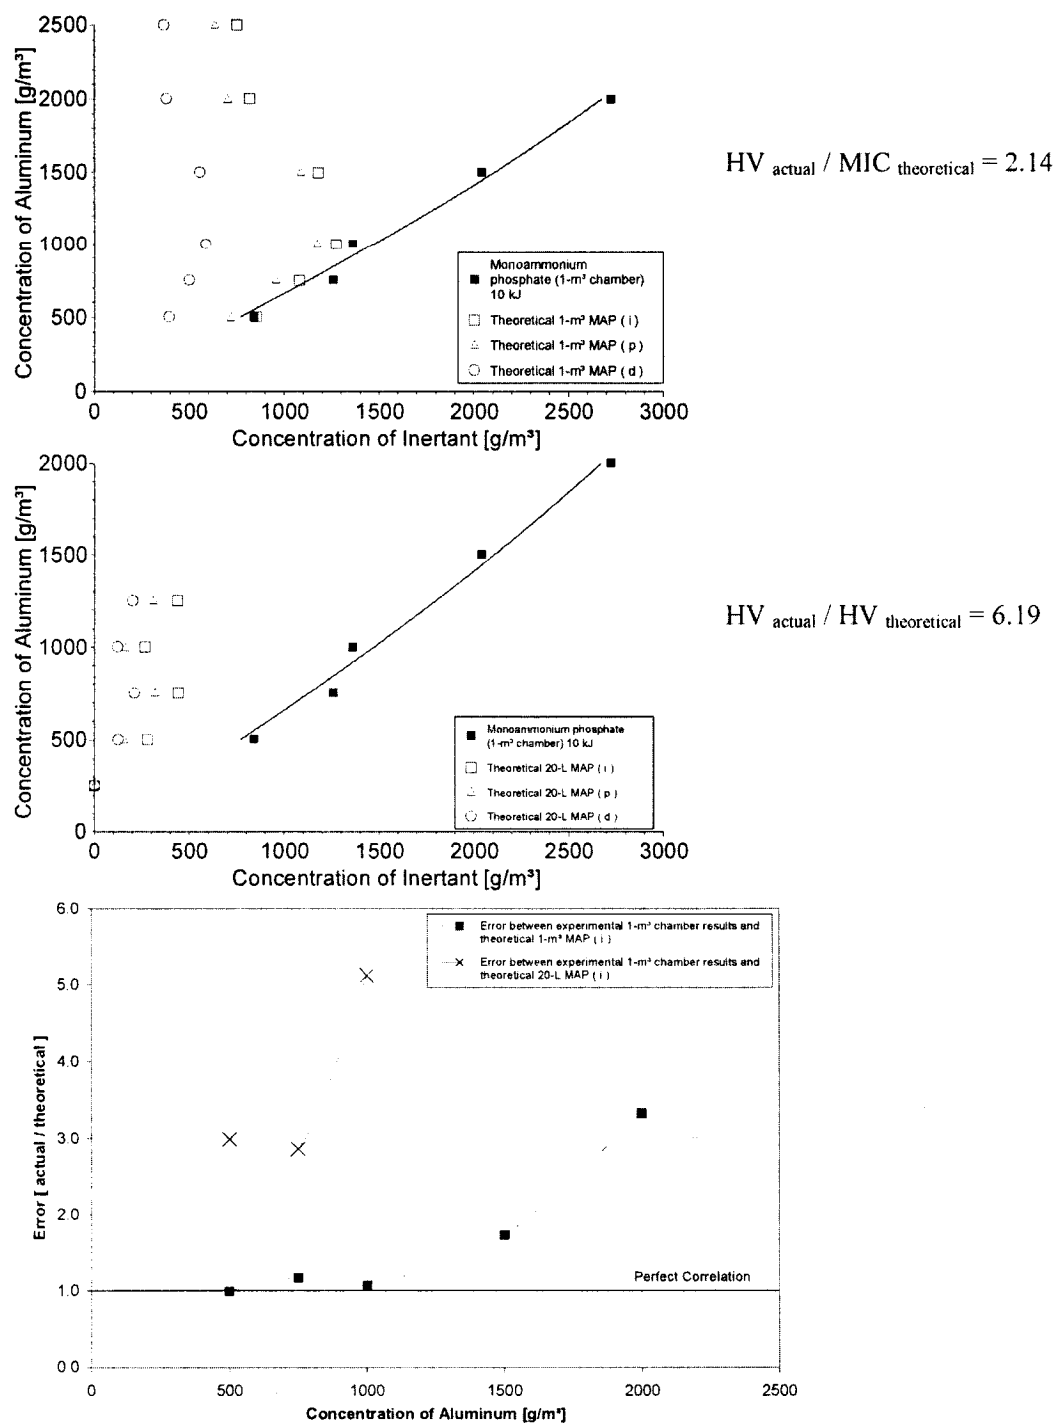 2500
2000
1500
1000
500
0
Concentration of Aluminum [g/m³]
0 500 1000 1500 2000 2500 3000
Concentration of Inertant [g/m³]
Monoammonium
phosphate (1-m³ chamber)
10 kJ
Theoretical 1-m³ MAP ( i )
Theoretical 1-m³ MAP ( p )
Theoretical 1-m³ MAP ( d )
HV actual / MIC theoretical = 2.14
2000
1500
1000
500
0
Concentration of Aluminum [g/m³]
0 500 1000 1500 2000 2500 3000
Concentration of Inertant [g/m³]
Monoammonium phosphate
(1-m³ chamber) 10 kJ
Theoretical 20-L MAP ( i )
Theoretical 20-L MAP ( p )
Theoretical 20-L MAP ( d )
HV actual / HV theoretical = 6.19
6.0
5.0
4.0
3.0
2.0
1.0
0 0
Error [ actual / theoretical ]
Error between experimental 1-m³ chamber results and
theoretical 1-m³ MAP ( i )
Error between experimental 1-m³ chamber results and
theoretical 20-L MAP ( i )
Perfect Correlation
0 500 1000 1500 2000 2500
Concentration of Aluminum [g/m³]